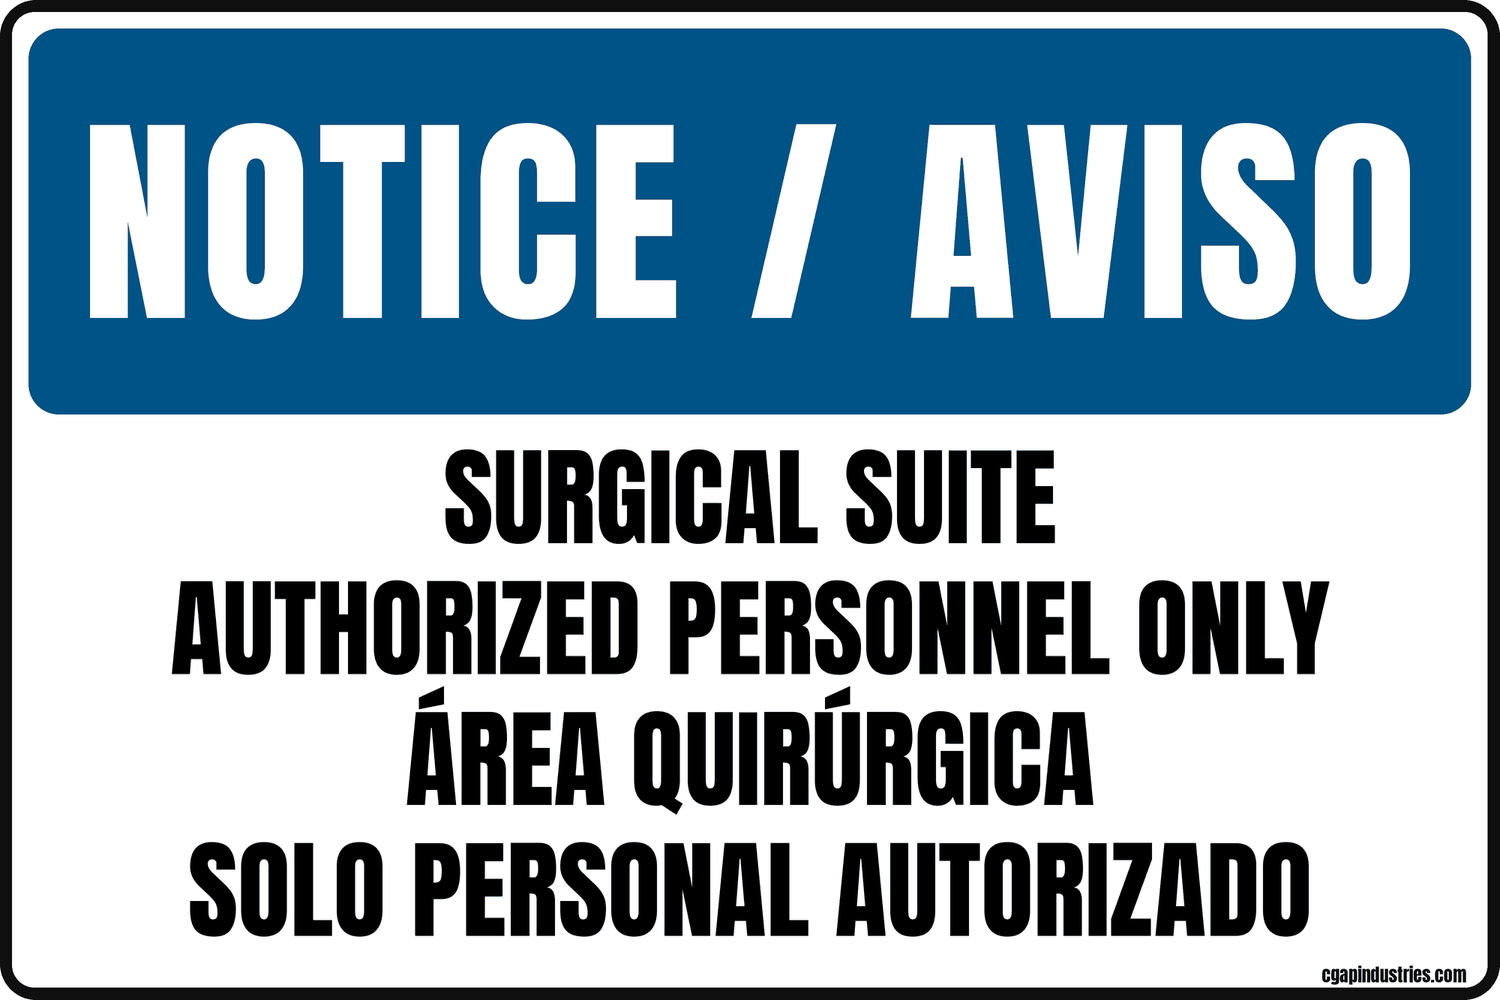 NOTICE / AVISO
SURGICAL SUITE
AUTHORIZED PERSONNEL ONLY
ÁREA QUIRÚRGICA
SOLO PERSONAL AUTORIZADO
cgapindustries.com